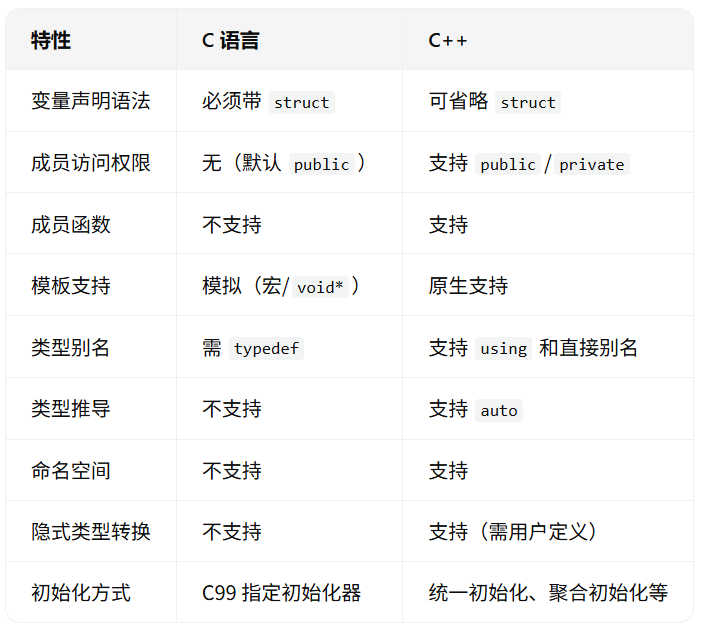 特性 C 语言 C++
变量声明语法 必须带 struct 可省略 struct
成员访问权限 无（默认 public ） 支持 public / private
成员函数 不支持 支持
模板支持 模拟（宏/ void* ） 原生支持
类型别名 需 typedef 支持 using 和直接别名
类型推导 不支持 支持 auto
命名空间 不支持 支持
隐式类型转换 不支持 支持（需用户定义）
初始化方式 C99 指定初始化器 统一初始化、聚合初始化等